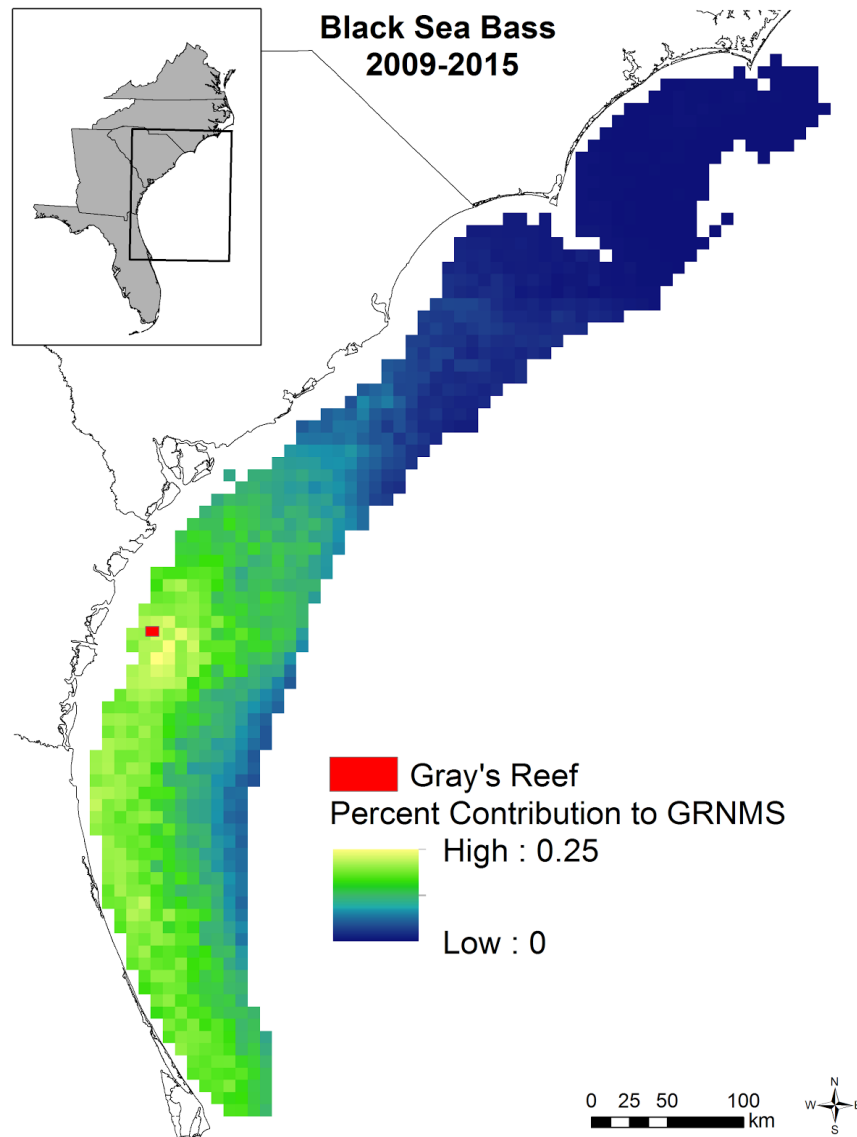 Black Sea Bass
2009-2015
Gray's Reef
Percent Contribution to GRNMS
High : 0.25
Low : 0
0 25 50 100
km
N
W E
S